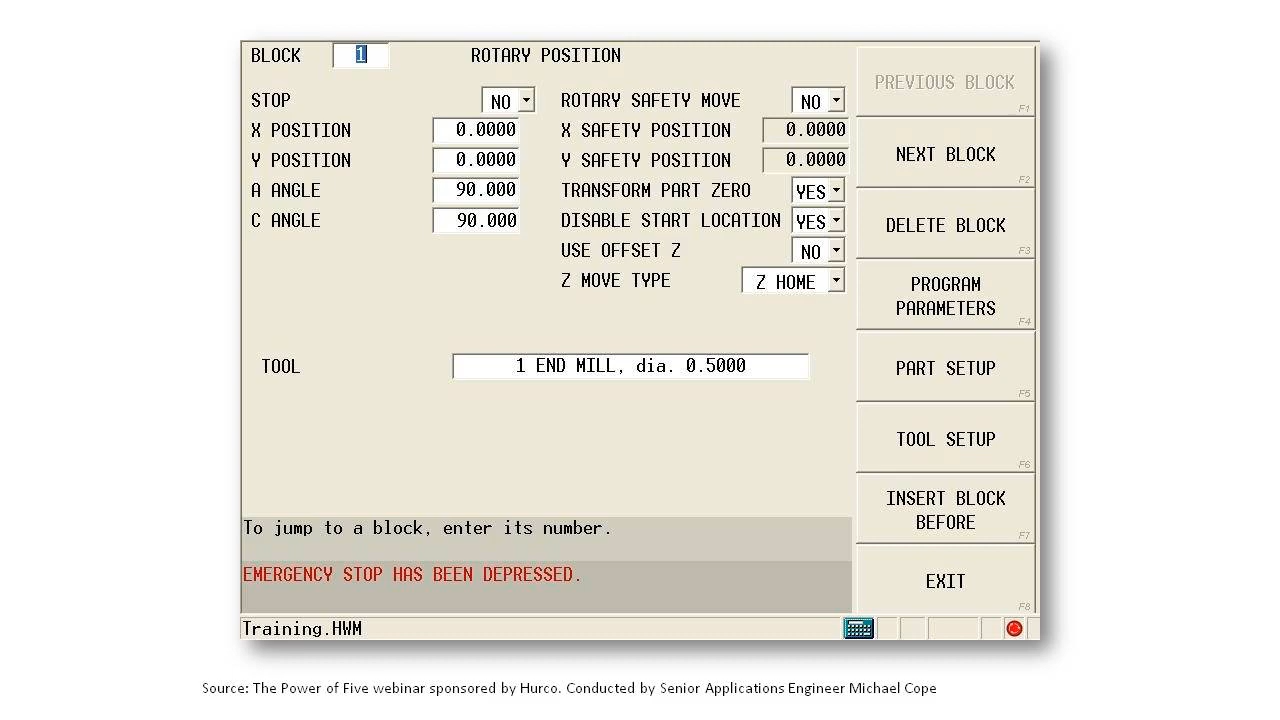 BLOCK 1 ROTARY POSITION
STOP NO ROTARY SAFETY MOVE NO
X POSITION 0.0000 X SAFETY POSITION 0.0000
Y POSITION 0.0000 Y SAFETY POSITION 0.0000
A ANGLE 90.000 TRANSFORM PART ZERO YES
C ANGLE 90.000 DISABLE START LOCATION YES
USE OFFSET Z NO
Z MOVE TYPE Z HOME
TOOL 1 END MILL, dia. 0.5000
To jump to a block, enter its number.
EMERGENCY STOP HAS BEEN DEPRESSED.
Training.HWM
PREVIOUS BLOCK
F1
NEXT BLOCK
F2
DELETE BLOCK
F3
PROGRAM
PARAMETERS
F4
PART SETUP
F5
TOOL SETUP
F6
INSERT BLOCK
BEFORE
F7
EXIT
F8
Source: The Power of Five webinar sponsored by Hurco. Conducted by Senior Applications Engineer Michael Cope